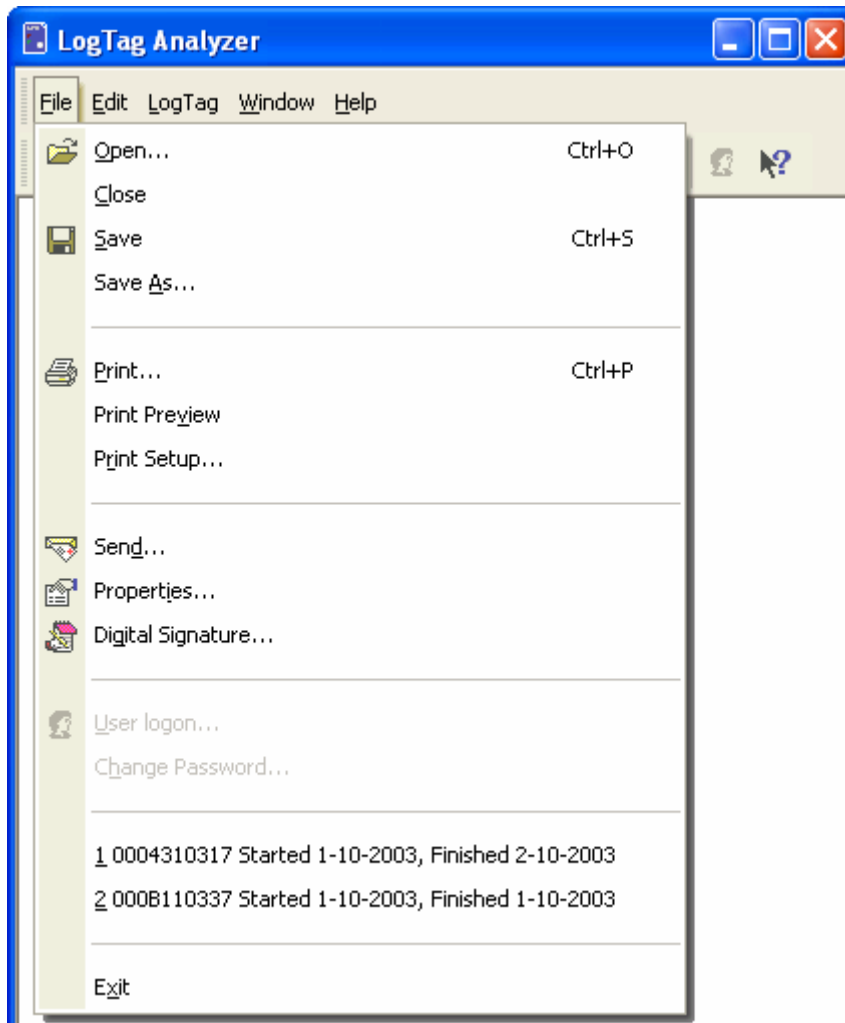 LogTag Analyzer
File Edit LogTag Window Help
Open... Ctrl+O
Close
Save Ctrl+S
Save As...
Print... Ctrl+P
Print Preview
Print Setup...
Send...
Properties...
Digital Signature...
User logon...
Change Password...
1 0004310317 Started 1-10-2003, Finished 2-10-2003
2 000B110337 Started 1-10-2003, Finished 1-10-2003
Exit